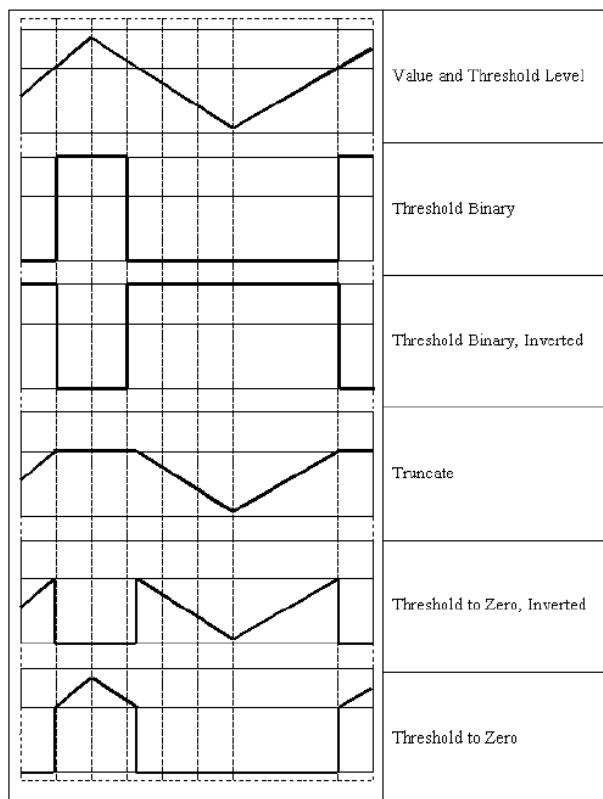 Value and Threshold Level
Threshold Binary
Threshold Binary, Inverted
Truncate
Threshold to Zero, Inverted
Threshold to Zero